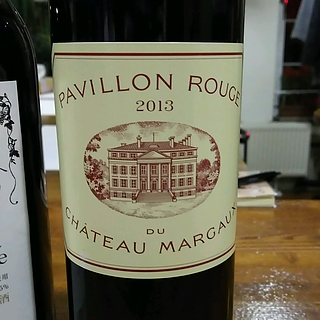 PAVILLON ROUGE
2013
DU
CHÂTEAU MARGAUX